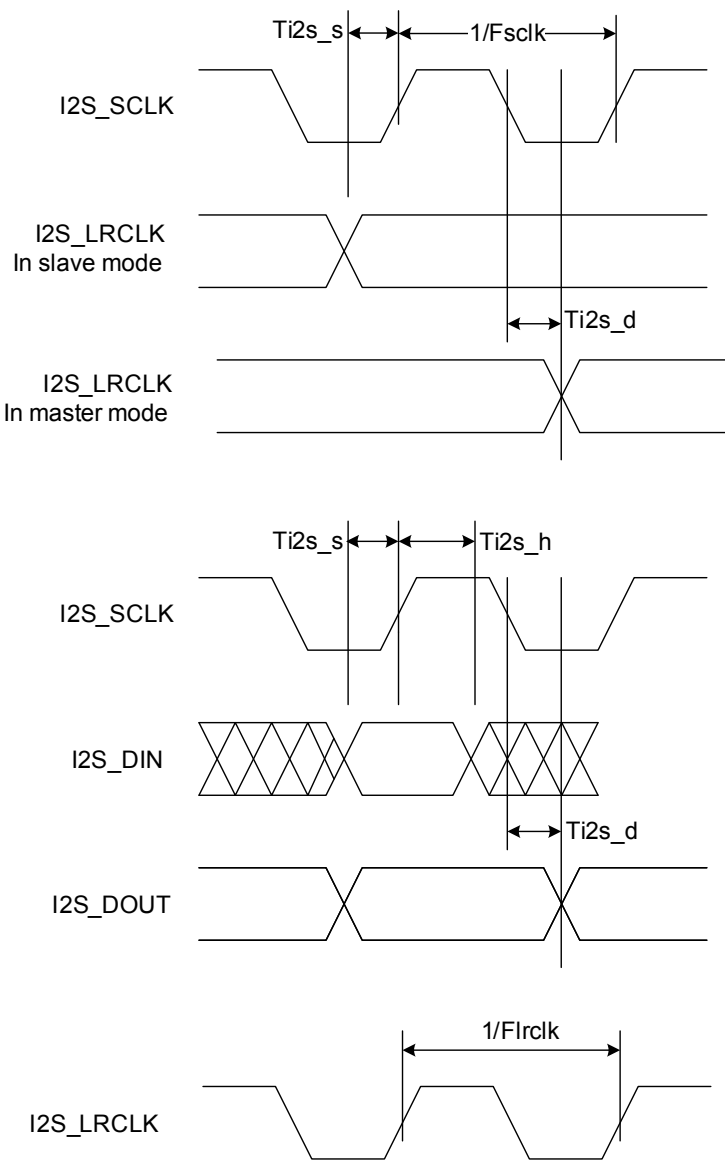 Ti2s_s
1/Fsclk
I2S_SCLK
I2S_LRCLK
In slave mode
Ti2s_d
I2S_LRCLK
In master mode
Ti2s_s
Ti2s_h
I2S_SCLK
I2S_DIN
Ti2s_d
I2S_DOUT
1/Flrclk
I2S_LRCLK